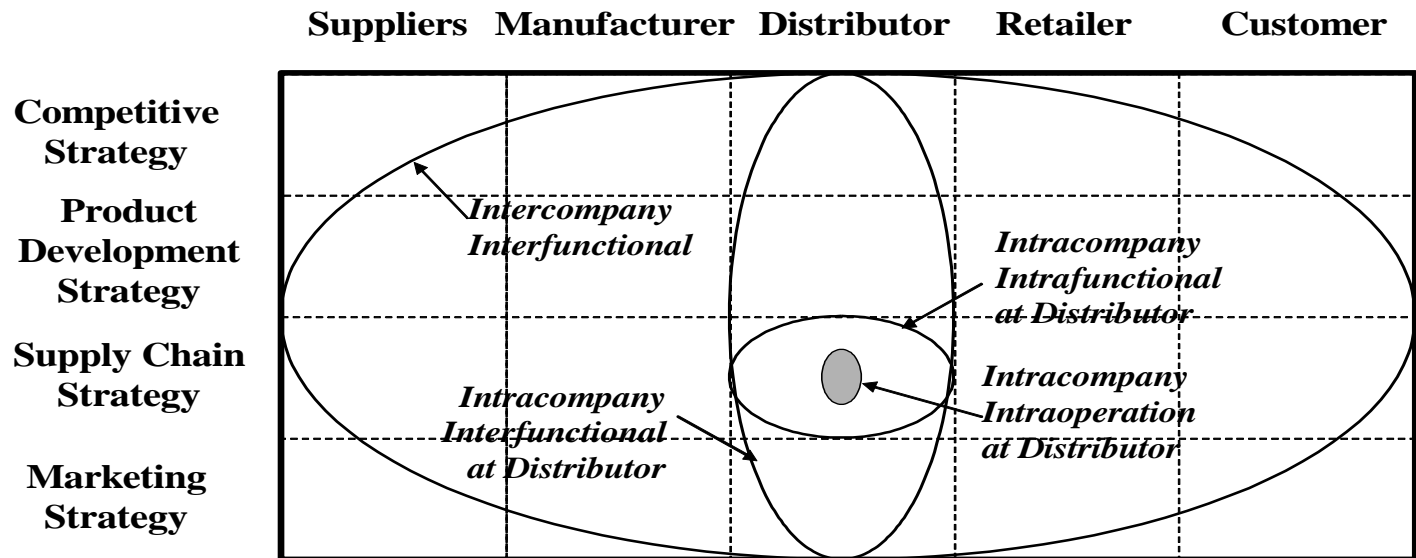 Suppliers Manufacturer Distributor Retailer Customer
Competitive
Strategy
Product
Development
Strategy
Supply Chain
Strategy
Marketing
Strategy
Intercompany
Interfunctional
Intracompany
Intrafunctional
at Distributor
Intracompany
Intraoperation
at Distributor
Intracompany
Interfunctional
at Distributor